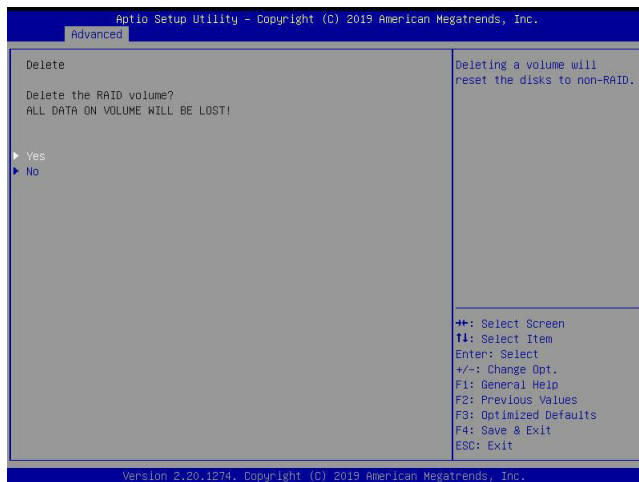 Aptio Setup Utility – Copyright (C) 2019 American Megatrends, Inc.
Advanced
Delete
Delete the RAID volume?
ALL DATA ON VOLUME WILL BE LOST!
Yes
No
Deleting a volume will
reset the disks to non-RAID.
→←: Select Screen
↑↓: Select Item
Enter: Select
+/-: Change Opt.
F1: General Help
F2: Previous Values
F3: Optimized Defaults
F4: Save & Exit
ESC: Exit
Version 2.20.1274. Copyright (C) 2019 American Megatrends, Inc.